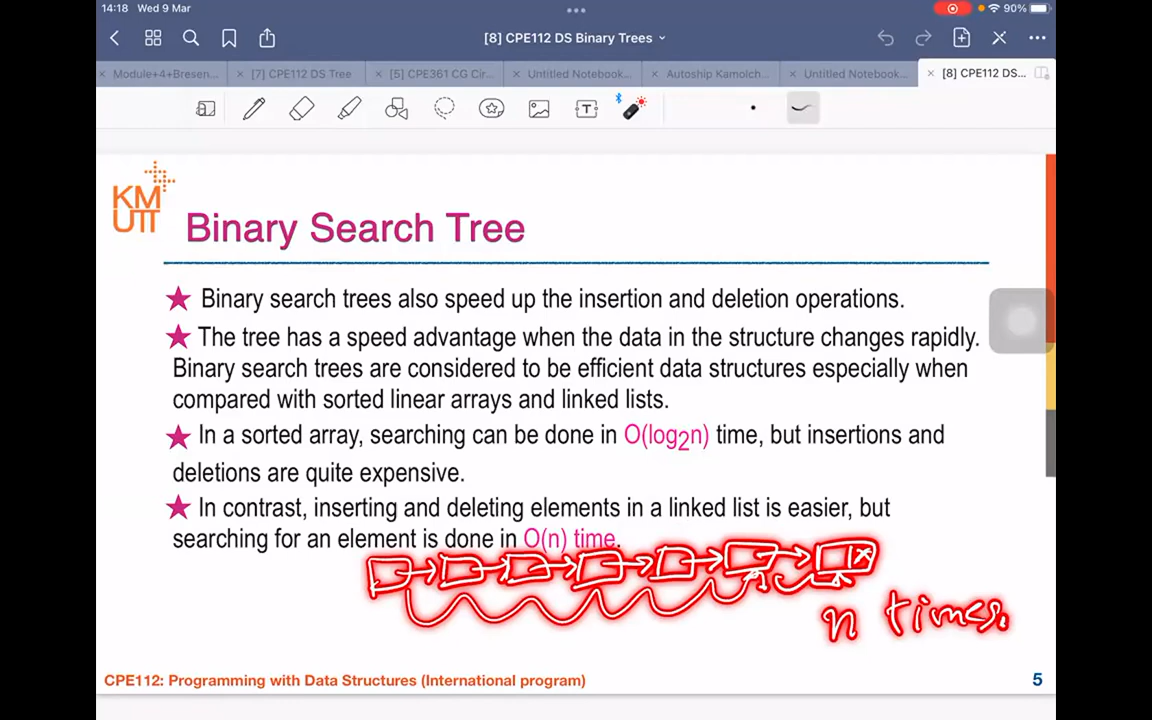 14:18 Wed 9 Mar
90%
[8] CPE112 DS Binary Trees
Module+4+Bresen...
[7] CPE112 DS Tree
[5] CPE361 CG Cir...
Untitled Notebook...
Autoship Kamolch...
Untitled Notebook...
[8] CPE112 DS...
T
KM
UTT
Binary Search Tree
★ Binary search trees also speed up the insertion and deletion operations.
★ The tree has a speed advantage when the data in the structure changes rapidly.
Binary search trees are considered to be efficient data structures especially when
compared with sorted linear arrays and linked lists.
★ In a sorted array, searching can be done in O(log2n) time, but insertions and
deletions are quite expensive.
★ In contrast, inserting and deleting elements in a linked list is easier, but
searching for an element is done in O(n) time.
n times.
CPE112: Programming with Data Structures (International program)
5